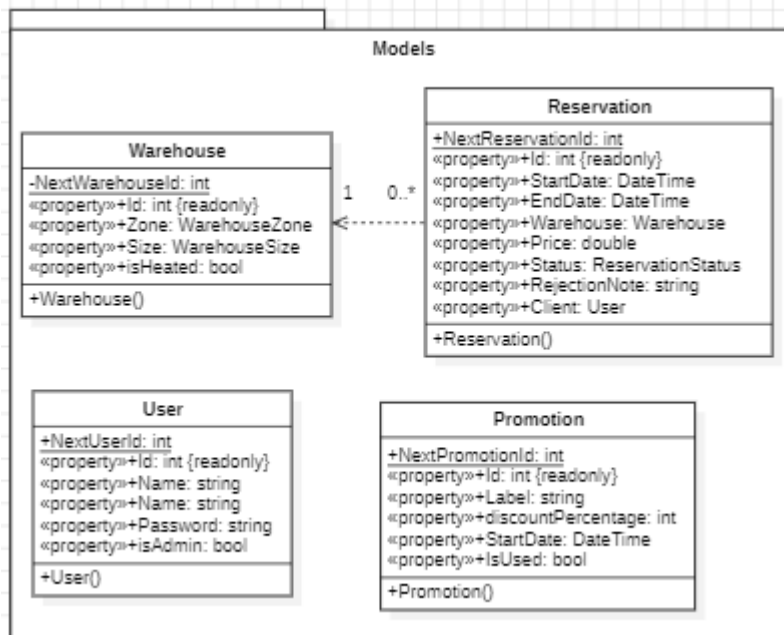 Models
Warehouse
-NextWarehouseId: int
«property»+Id: int {readonly}
«property»+Zone: WarehouseZone
«property»+Size: WarehouseSize
«property»+isHeated: bool
+Warehouse()
1 0..*
Reservation
+NextReservationId: int
«property»+Id: int {readonly}
«property»+StartDate: DateTime
«property»+EndDate: DateTime
«property»+Warehouse: Warehouse
«property»+Price: double
«property»+Status: ReservationStatus
«property»+RejectionNote: string
«property»+Client: User
+Reservation()
User
+NextUserId: int
«property»+Id: int {readonly}
«property»+Name: string
«property»+Name: string
«property»+Password: string
«property»+isAdmin: bool
+User()
Promotion
+NextPromotionId: int
«property»+Id: int {readonly}
«property»+Label: string
«property»+discountPercentage: int
«property»+StartDate: DateTime
«property»+IsUsed: bool
+Promotion()